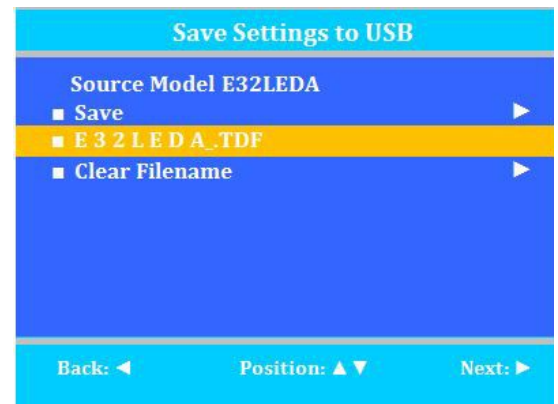 Save Settings to USB
Source Model E32LEDA
■ Save ▶
■ E 3 2 L E D A_.TDF
■ Clear Filename ▶
Back: ◀ Position: ▲▼ Next: ▶